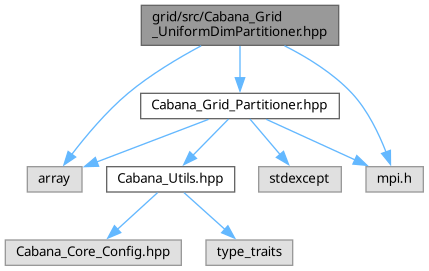 grid/src/Cabana_Grid
_UniformDimPartitioner.hpp
Cabana_Grid_Partitioner.hpp
array
Cabana_Utils.hpp
stdexcept
mpi.h
Cabana_Core_Config.hpp
type_traits